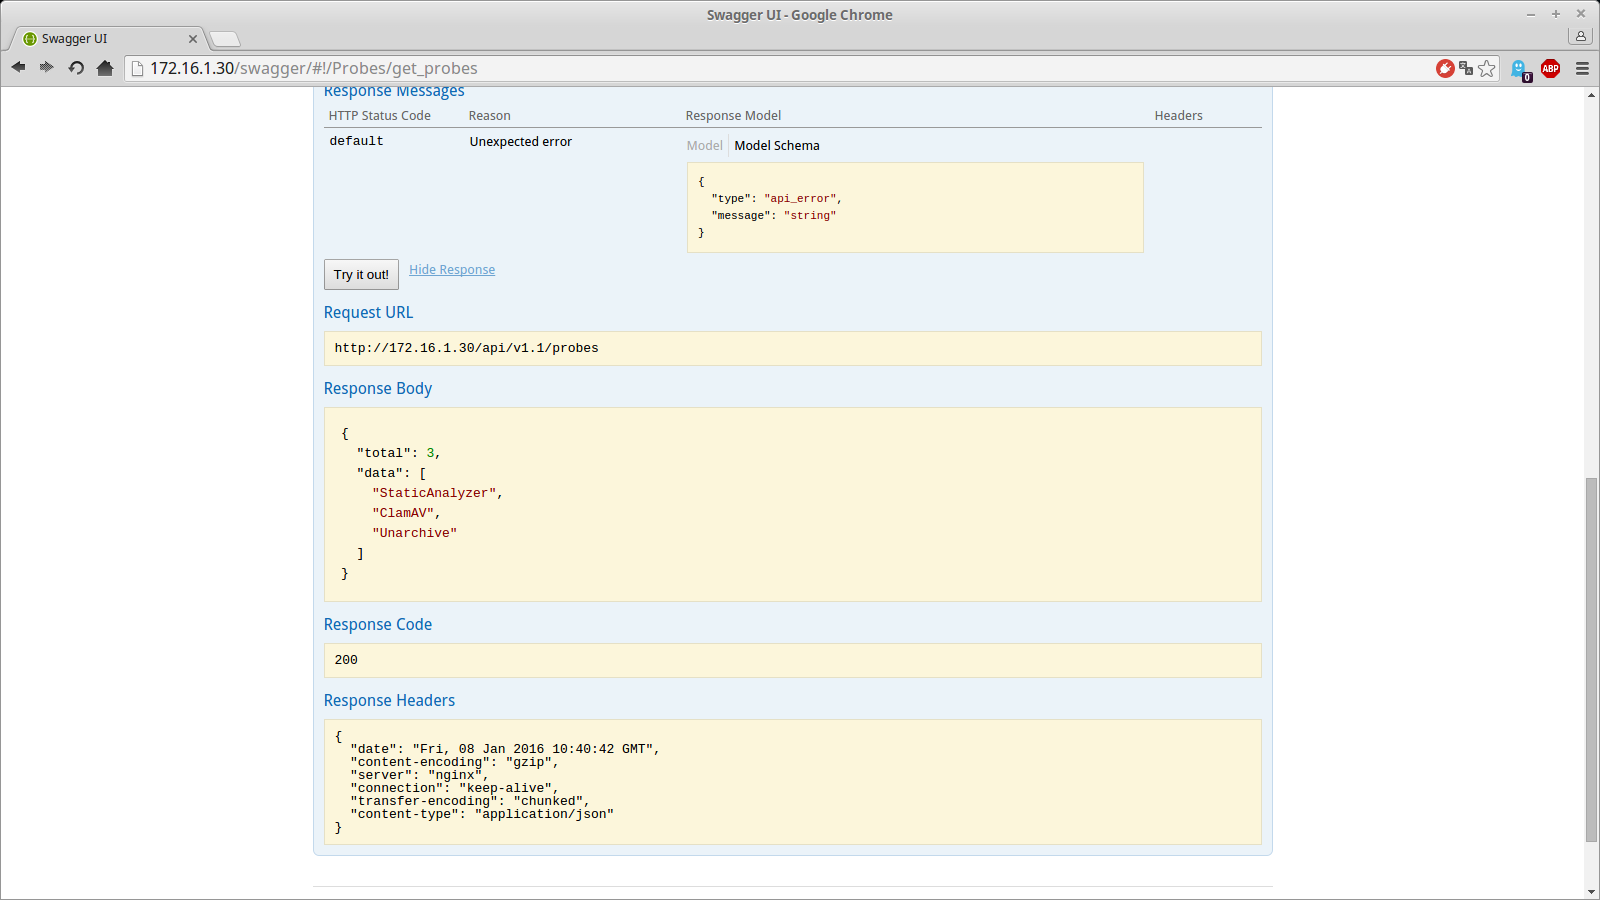 Swagger UI - Google Chrome
Swagger UI
172.16.1.30/swagger/#!/Probes/get_probes
0
ABP
Response Messages
HTTP Status Code Reason Response Model Headers
default Unexpected error Model Model Schema
{
"type": "api_error",
"message": "string"
}
Try it out! Hide Response
Request URL
http://172.16.1.30/api/v1.1/probes
Response Body
{
"total": 3,
"data": [
"StaticAnalyzer",
"ClamAV",
"Unarchive"
]
}
Response Code
200
Response Headers
{
"date": "Fri, 08 Jan 2016 10:40:42 GMT",
"content-encoding": "gzip",
"server": "nginx",
"connection": "keep-alive",
"transfer-encoding": "chunked",
"content-type": "application/json"
}